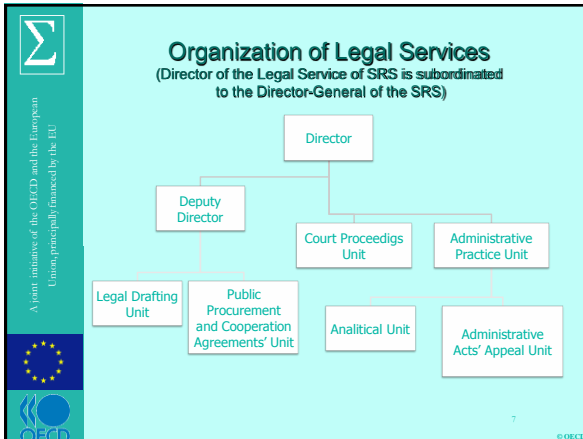 Σ
Organization of Legal Services
(Director of the Legal Service of SRS is subordinated
to the Director-General of the SRS)
A joint initiative of the OECD and the European
Union, principally financed by the EU
Director
Deputy
Director
Court Proceedigs
Unit
Administrative
Practice Unit
Legal Drafting
Unit
Public
Procurement
and Cooperation
Agreements' Unit
Analitical Unit
Administrative
Acts' Appeal Unit
OECD
7
© OECD